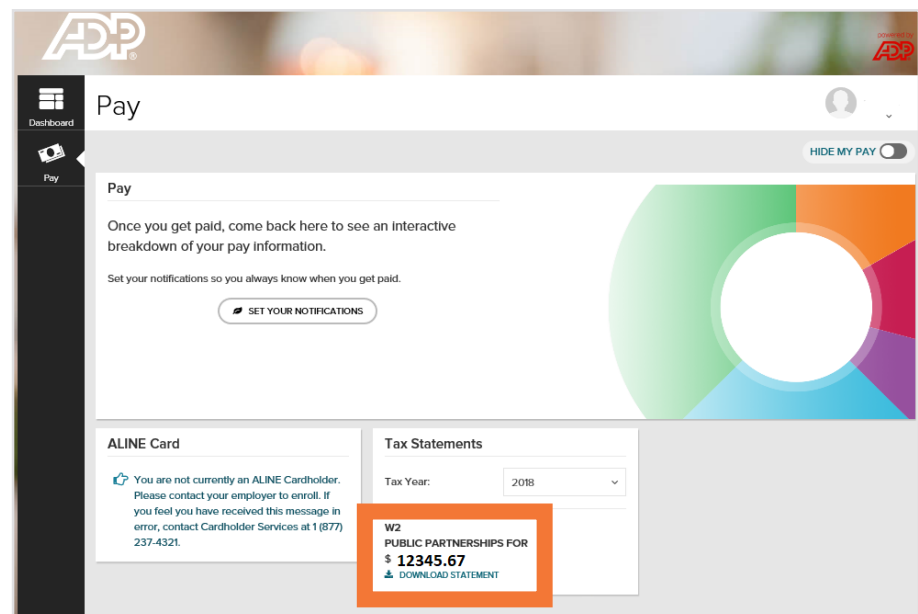 ADP®
powered by
ADP
Dashboard
Pay
Pay
HIDE MY PAY
Pay
Once you get paid, come back here to see an interactive
breakdown of your pay information.
Set your notifications so you always know when you get paid.
SET YOUR NOTIFICATIONS
ALINE Card
You are not currently an ALINE Cardholder.
Please contact your employer to enroll. If
you feel you have received this message in
error, contact Cardholder Services at 1 (877)
237-4321.
Tax Statements
Tax Year:
2018
W2
PUBLIC PARTNERSHIPS FOR
$ 12345.67
DOWNLOAD STATEMENT